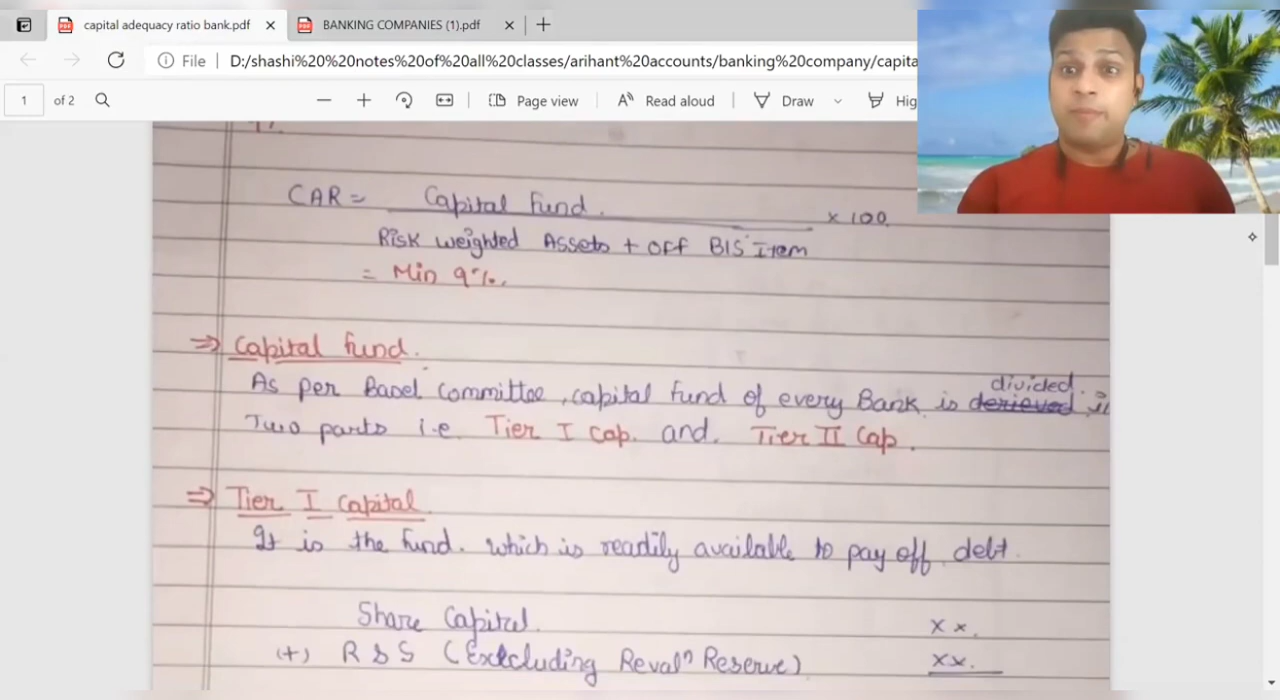 capital adequacy ratio bank.pdf
BANKING COMPANIES (1).pdf
File
D:/shashi%20%20notes%20of%20all%20classes/arihant%20accounts/banking%20company/capita
1 of 2
Page view
Read aloud
Draw
Hig
CAR = Capital Fund. × 100
Risk weighted Assets + off B/S Item
= Min 9%.
⇒ Capital fund.
As per Basel committee, capital fund of every Bank is derieved divided in
Two parts i.e. Tier I Cap. and. Tier II Cap.
⇒ Tier I Capital
It is the fund. which is readily available to pay off debt.
Share Capital. X X.
(+) R & S (Excluding Revalⁿ Reserve) XX.